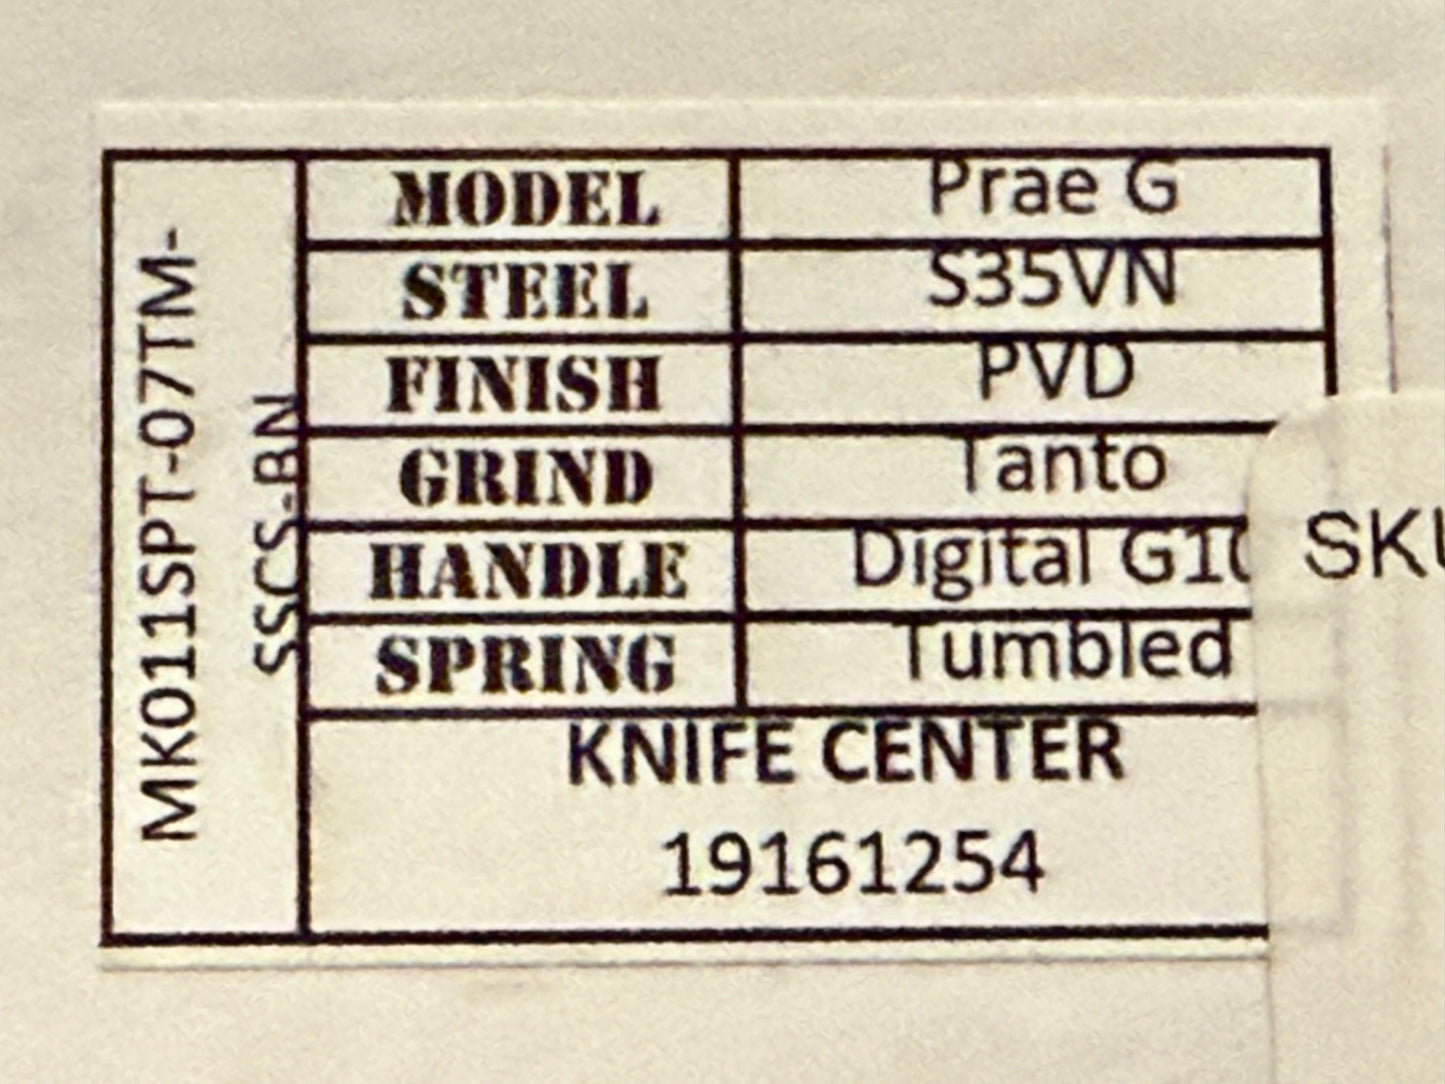 MK011SPT-07TM-
SSCS-BN
MODEL Prae G
STEEL S35VN
FINISH PVD
GRIND Tanto
HANDLE Digital G10
SPRING Tumbled
KNIFE CENTER
19161254
SKU